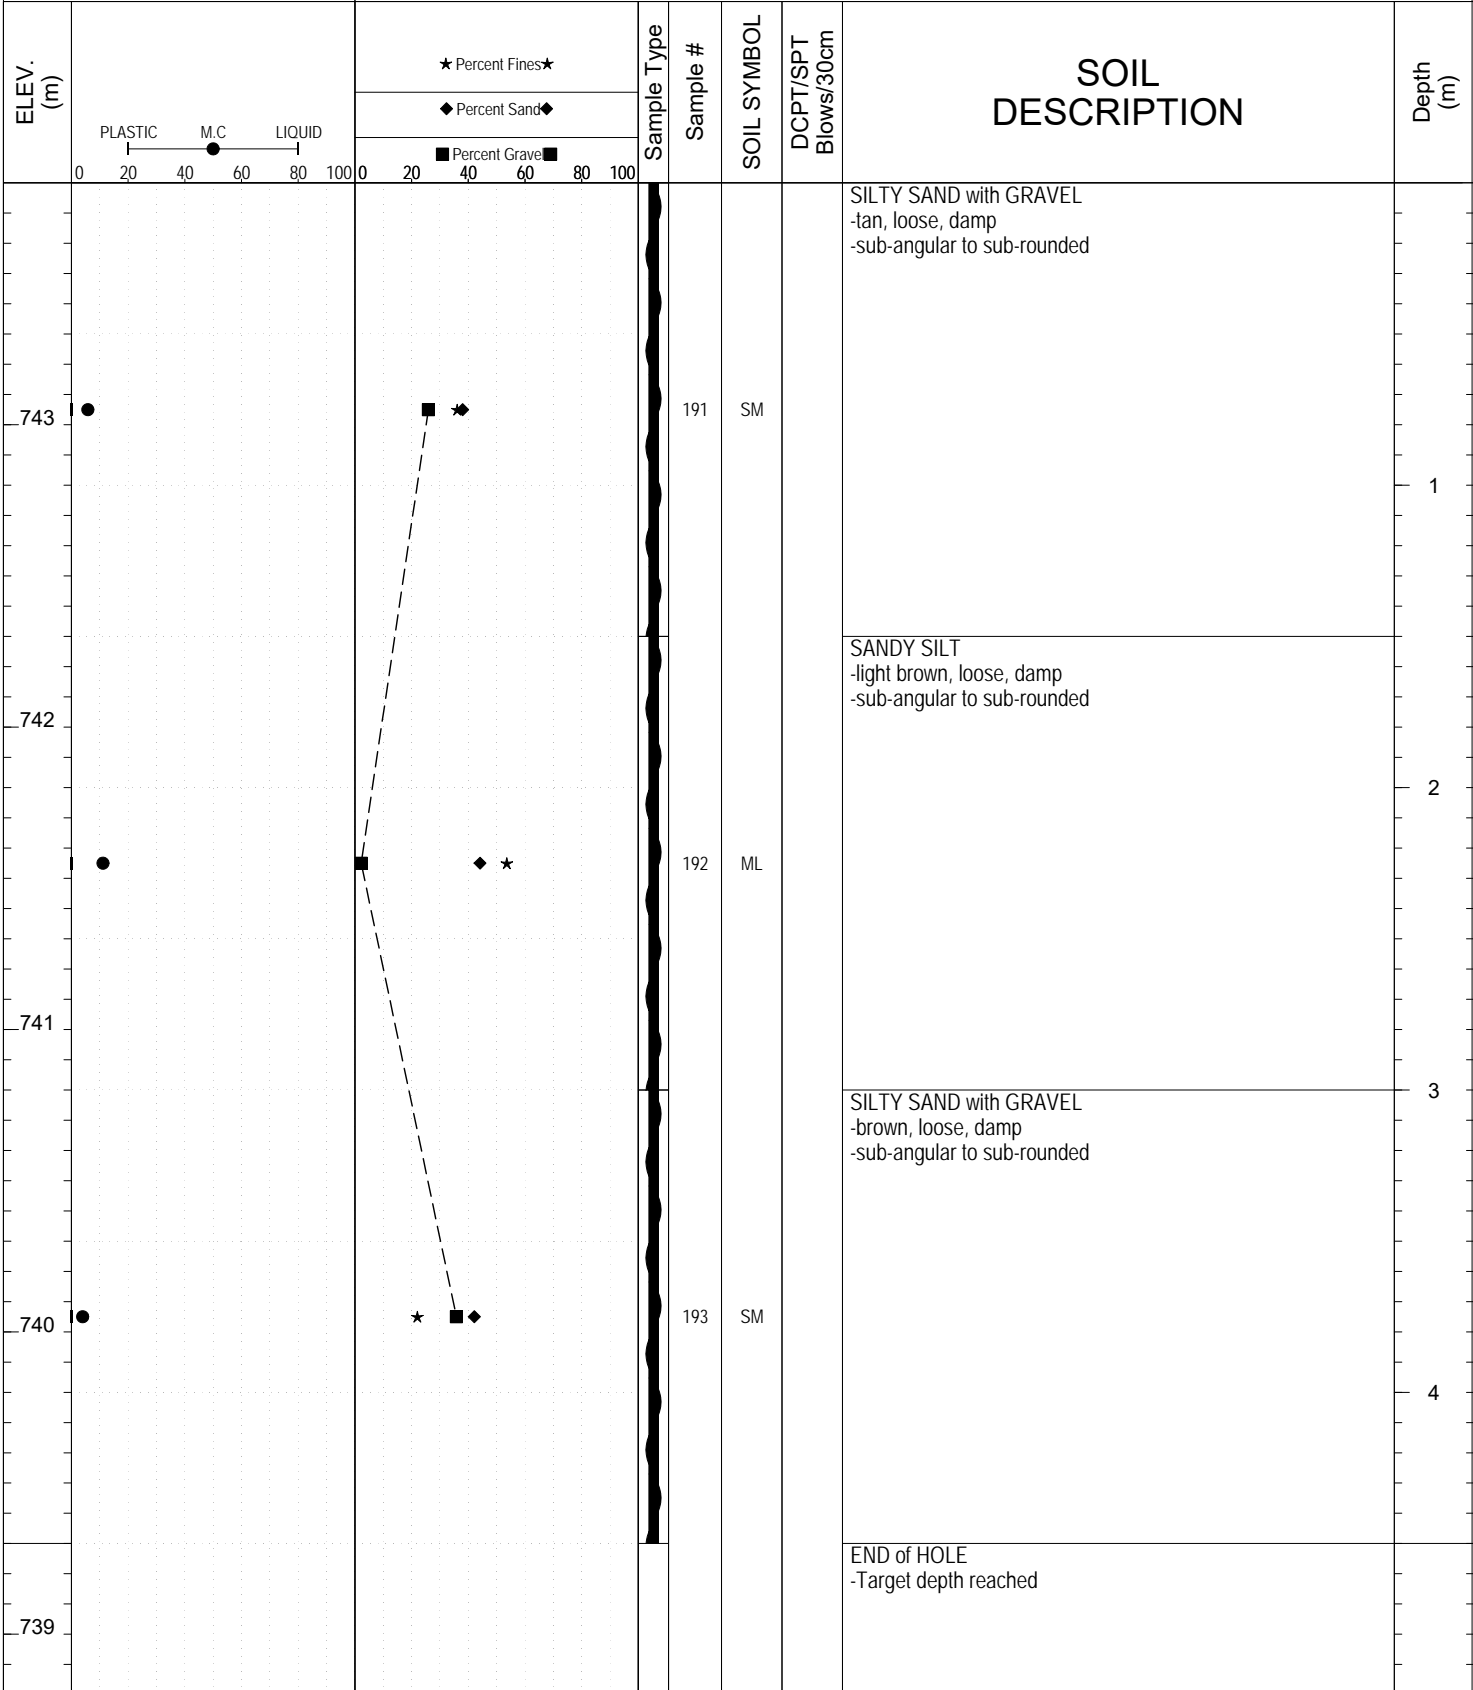 ELEV.
(m)
PLASTIC M.C LIQUID
0 20 40 60 80 100
★ Percent Fines ★
◆ Percent Sand ◆
■ Percent Gravel ■
0 20 40 60 80 100
Sample Type
Sample #
SOIL SYMBOL
DCPT/SPT
Blows/30cm
SOIL
DESCRIPTION
Depth
(m)
SILTY SAND with GRAVEL
-tan, loose, damp
-sub-angular to sub-rounded
743 191 SM
1
SANDY SILT
-light brown, loose, damp
-sub-angular to sub-rounded
742
2
192 ML
741
3
SILTY SAND with GRAVEL
-brown, loose, damp
-sub-angular to sub-rounded
740 193 SM
4
END of HOLE
-Target depth reached
739